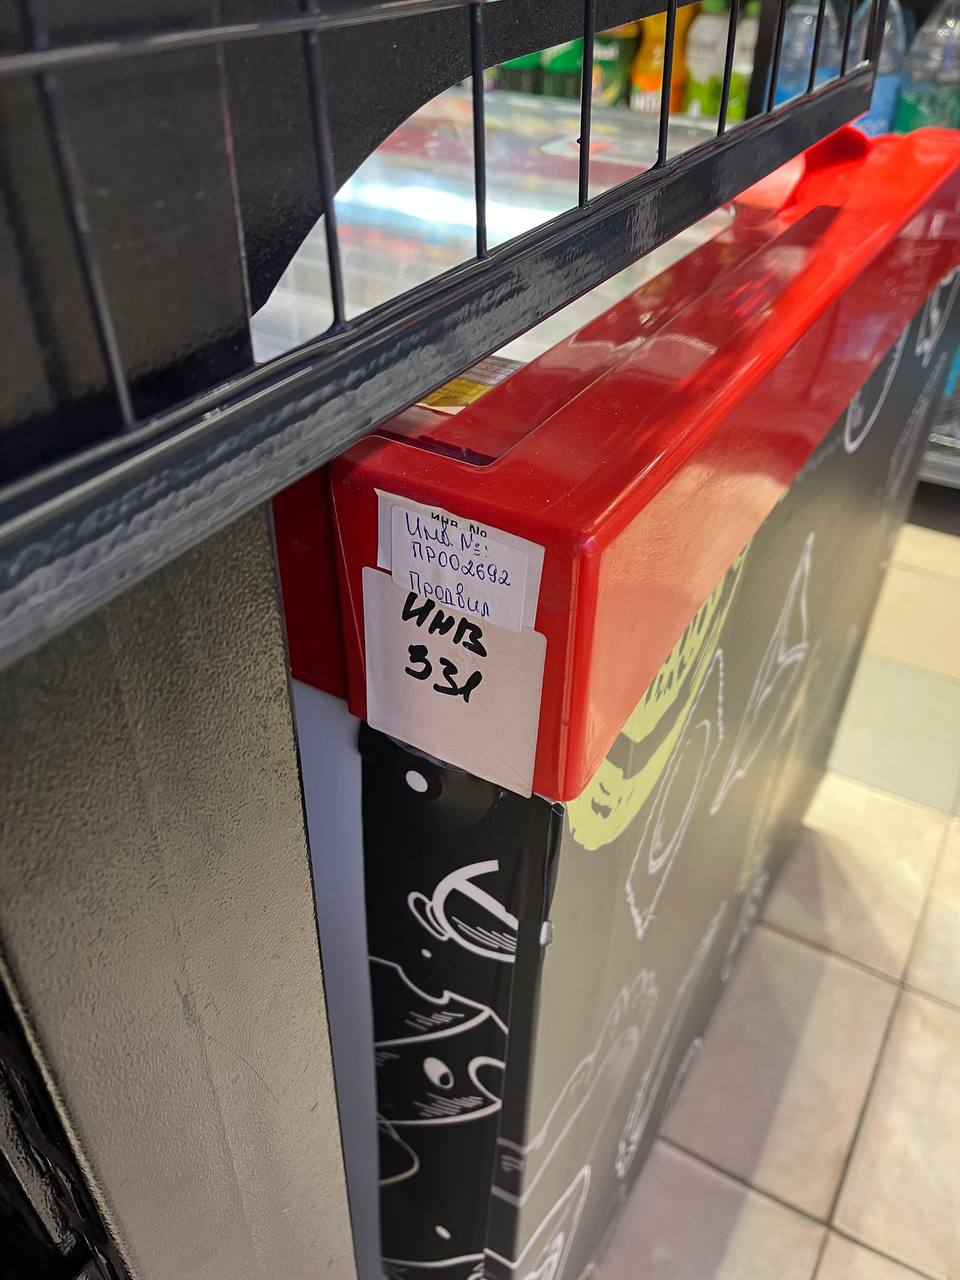 инв. №
Инв. №:
ПР002692
Продвил
ИНВ
331